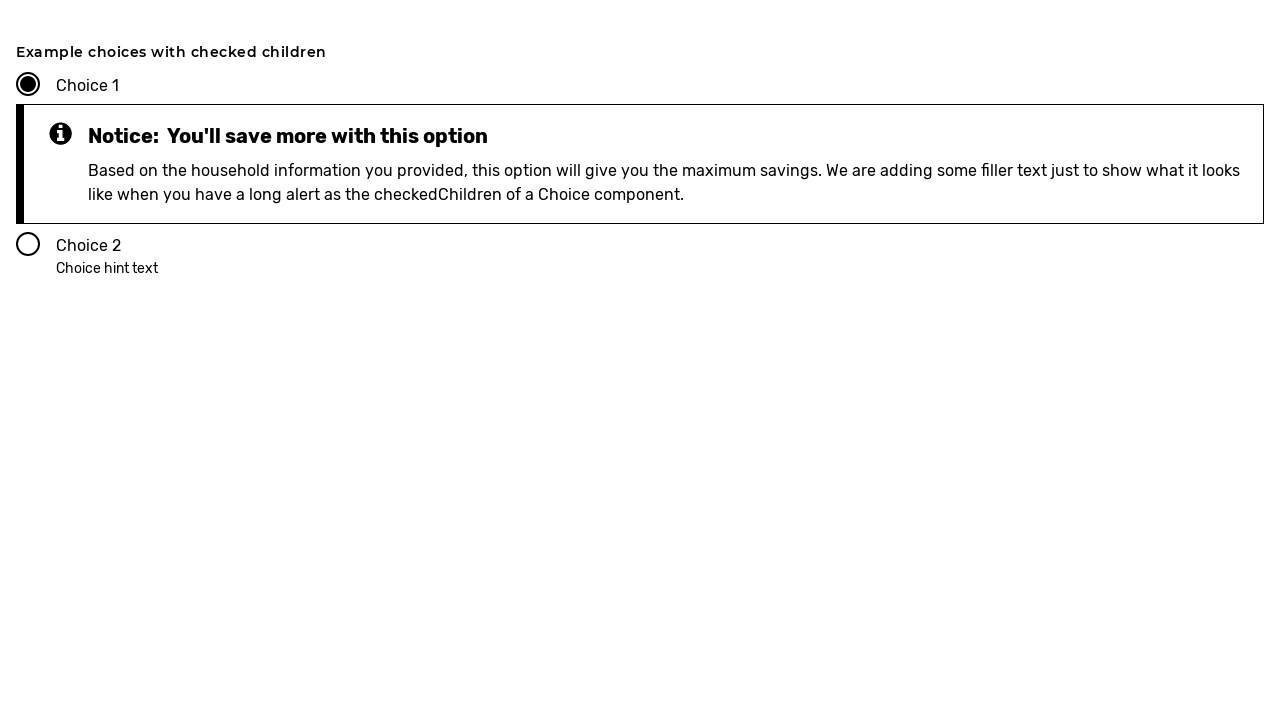 Example choices with checked children
Choice 1
Notice: You'll save more with this option
Based on the household information you provided, this option will give you the maximum savings. We are adding some filler text just to show what it looks
like when you have a long alert as the checkedChildren of a Choice component.
Choice 2
Choice hint text